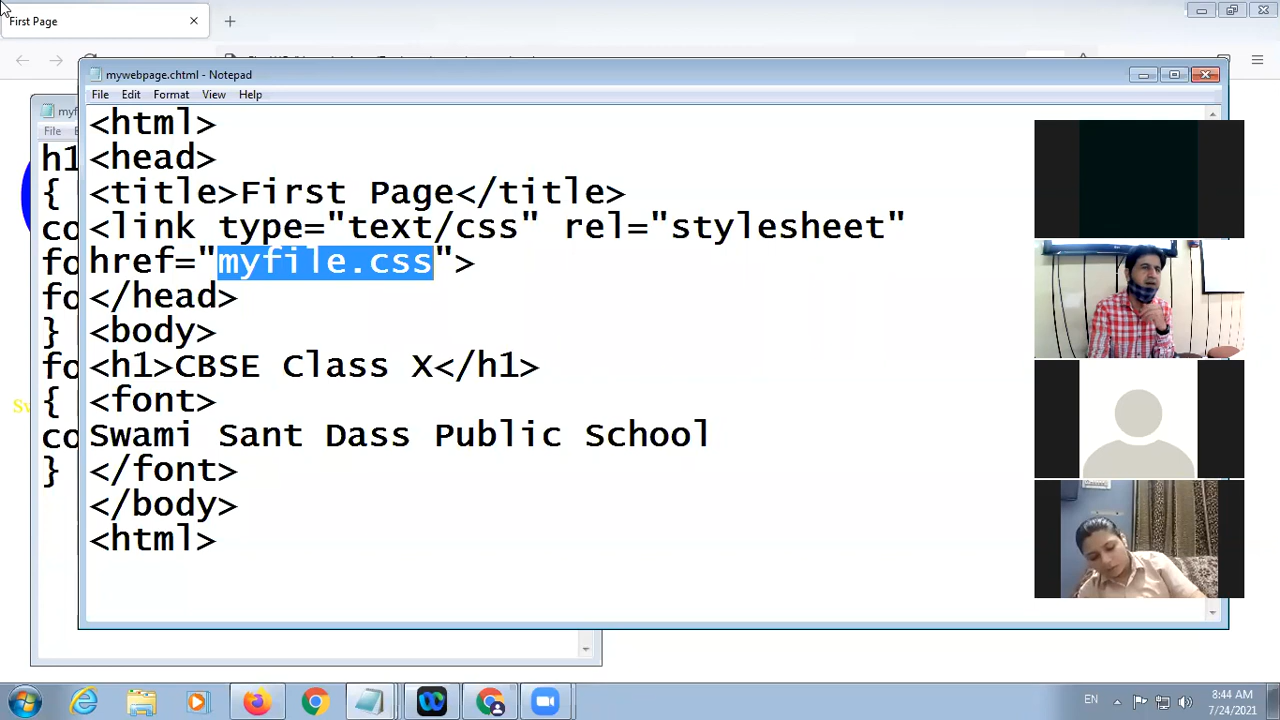 First Page
mywebpage.chtml - Notepad
File Edit Format View Help
<html>
<head>
<title>First Page</title>
<link type="text/css" rel="stylesheet"
href="myfile.css">
</head>
<body>
<h1>CBSE Class X</h1>
<font>
Swami Sant Dass Public School
</font>
</body>
<html>
myf
File E
h1
{
co
fo
fo
}
fo
{
co
}
Sw
EN
8:44 AM
7/24/2021